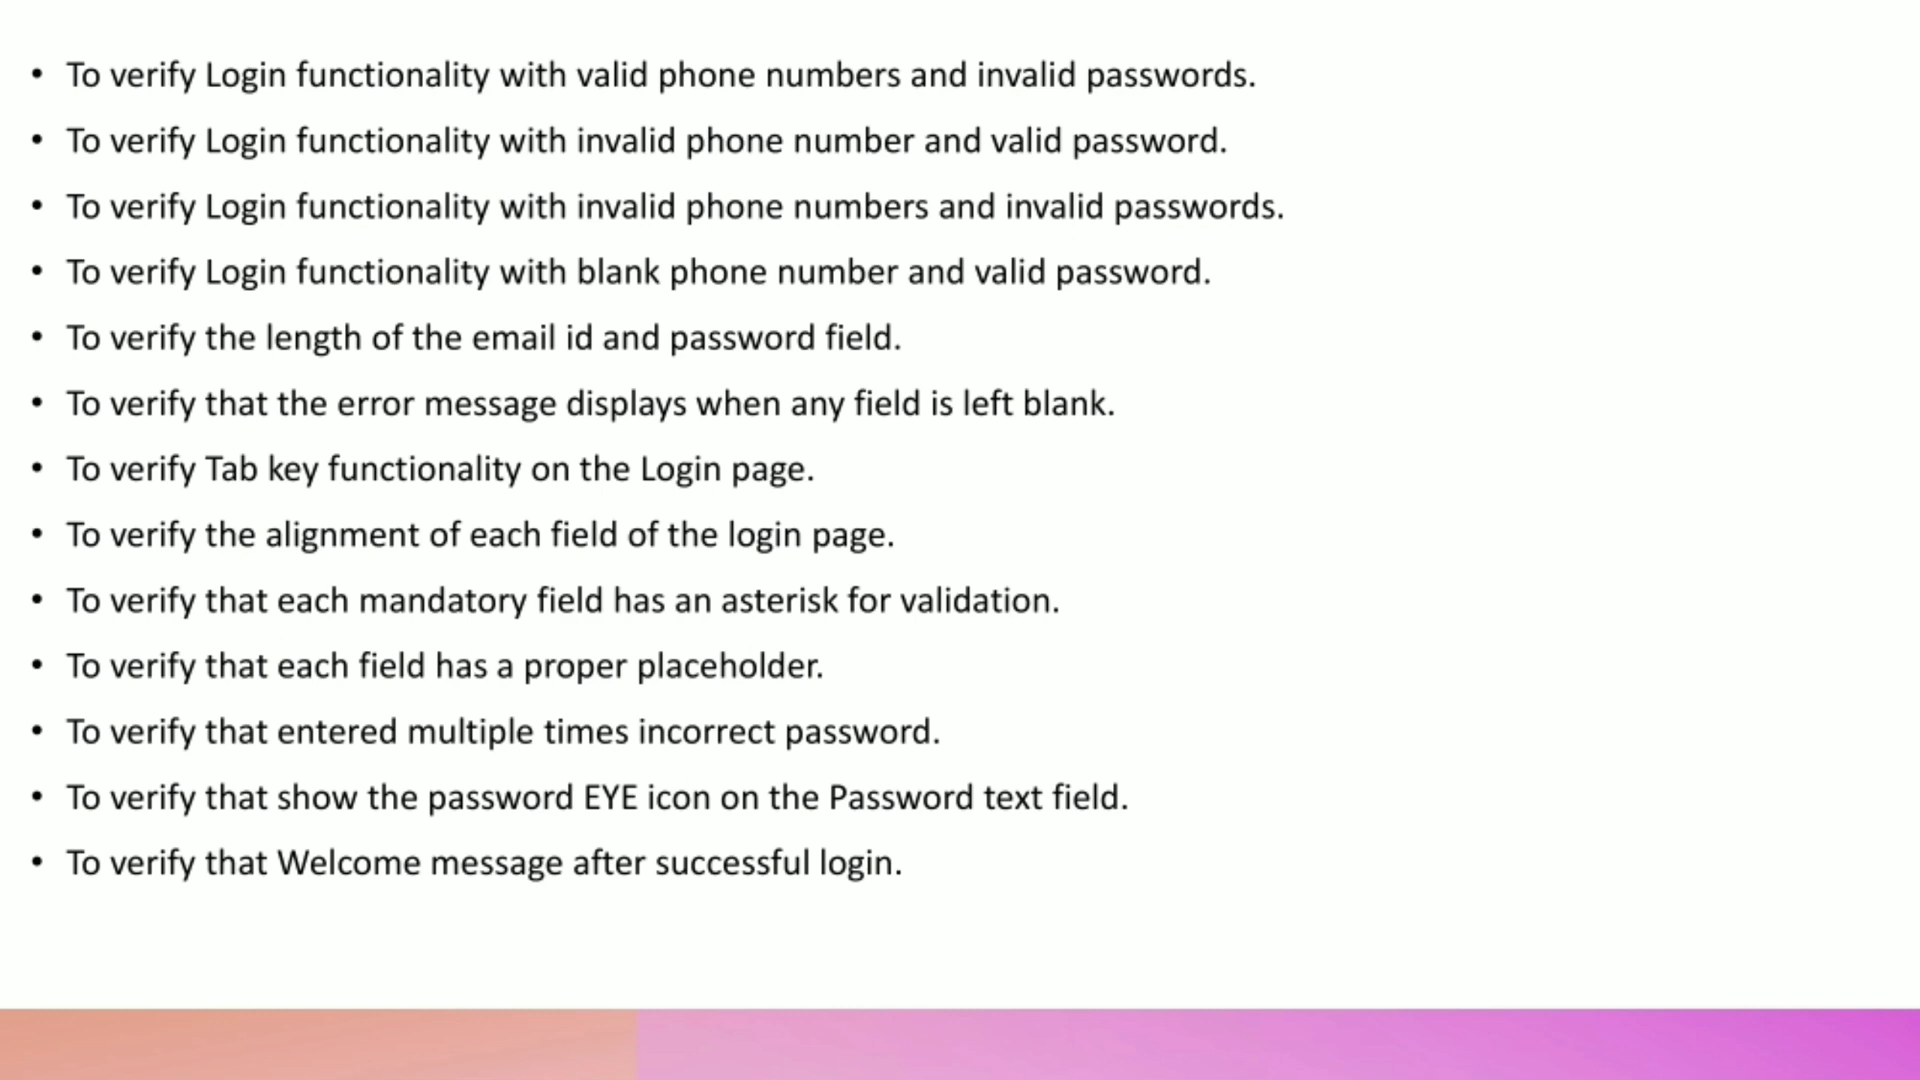 • To verify Login functionality with valid phone numbers and invalid passwords.
• To verify Login functionality with invalid phone number and valid password.
• To verify Login functionality with invalid phone numbers and invalid passwords.
• To verify Login functionality with blank phone number and valid password.
• To verify the length of the email id and password field.
• To verify that the error message displays when any field is left blank.
• To verify Tab key functionality on the Login page.
• To verify the alignment of each field of the login page.
• To verify that each mandatory field has an asterisk for validation.
• To verify that each field has a proper placeholder.
• To verify that entered multiple times incorrect password.
• To verify that show the password EYE icon on the Password text field.
• To verify that Welcome message after successful login.